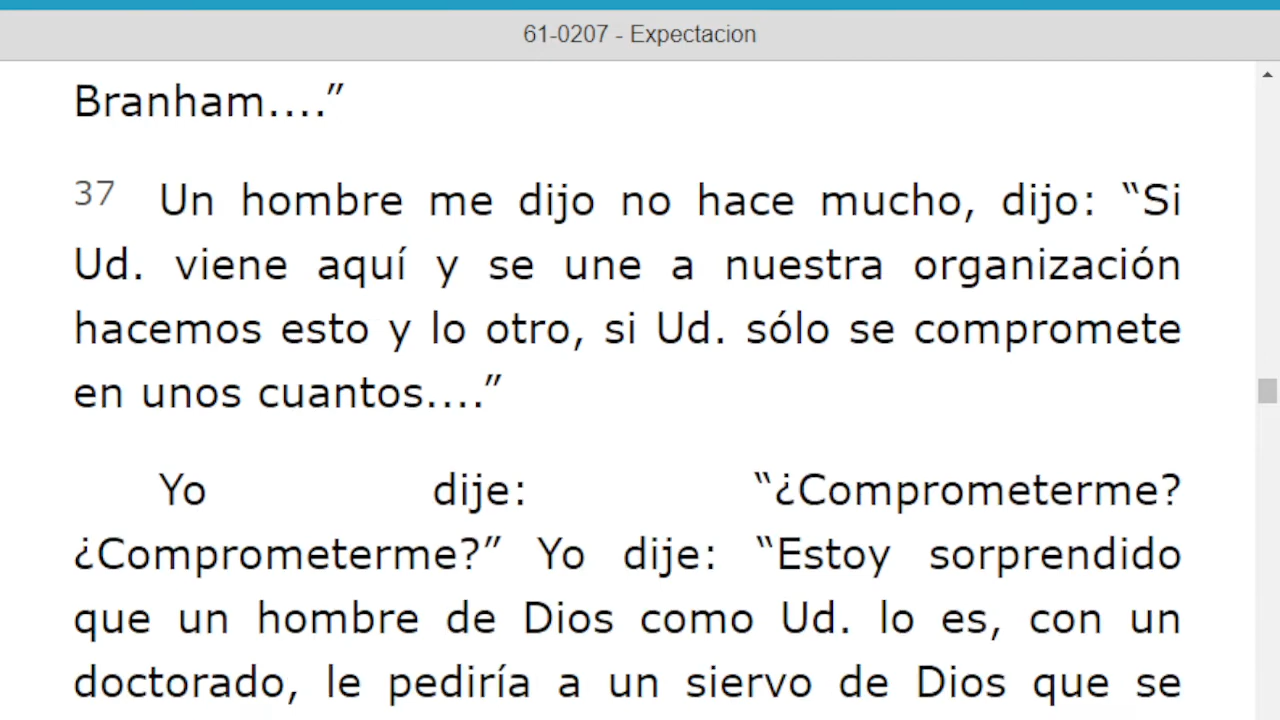 61-0207 - Expectacion
Branham....”
37 Un hombre me dijo no hace mucho, dijo: “Si
Ud. viene aquí y se une a nuestra organización
hacemos esto y lo otro, si Ud. sólo se compromete
en unos cuantos....”
Yo dije: “¿Comprometerme?
¿Comprometerme?” Yo dije: “Estoy sorprendido
que un hombre de Dios como Ud. lo es, con un
doctorado, le pediría a un siervo de Dios que se